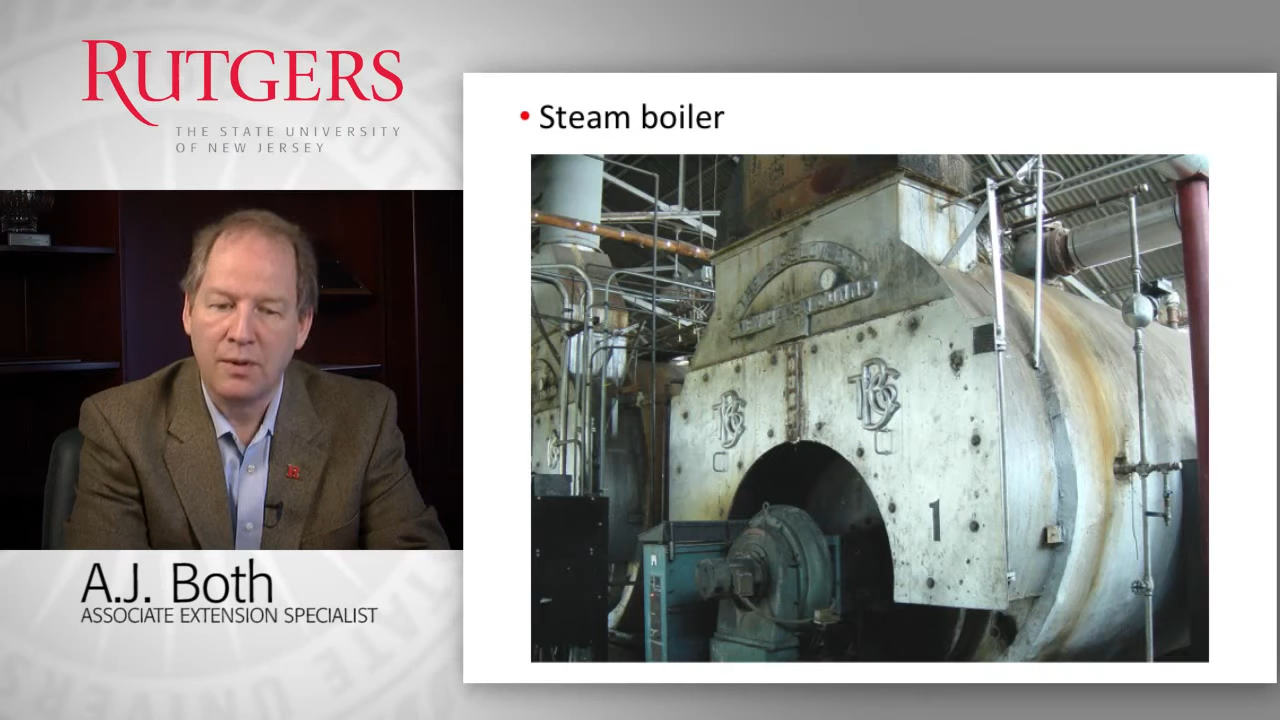 RUTGERS
THE STATE UNIVERSITY
OF NEW JERSEY
A.J. Both
ASSOCIATE EXTENSION SPECIALIST
• Steam boiler
1